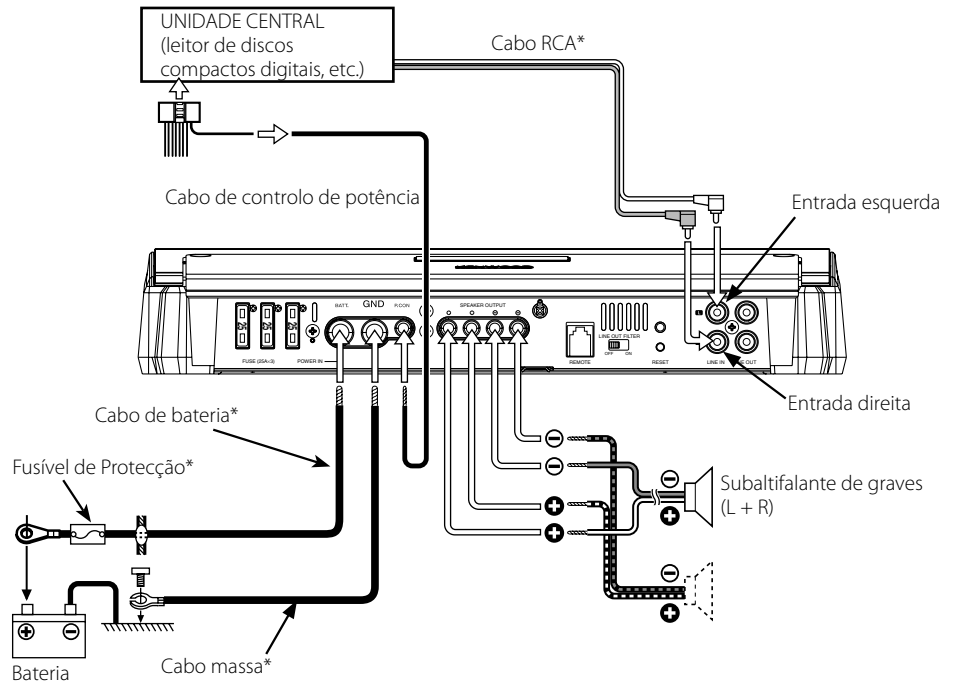 UNIDADE CENTRAL
(leitor de discos
compactos digitais, etc.)
Cabo RCA*
Cabo de controlo de potência
Entrada esquerda
BATT.
GND
P.CON
SPEAKER OUTPUT
LINE OUT FILTER
OFF
ON
FUSE (25A×3)
POWER IN
REMOTE
RESET
LINE IN
Entrada direita
Cabo de bateria*
Fusível de Protecção*
Subaltifalante de graves
(L + R)
Cabo massa*
Bateria